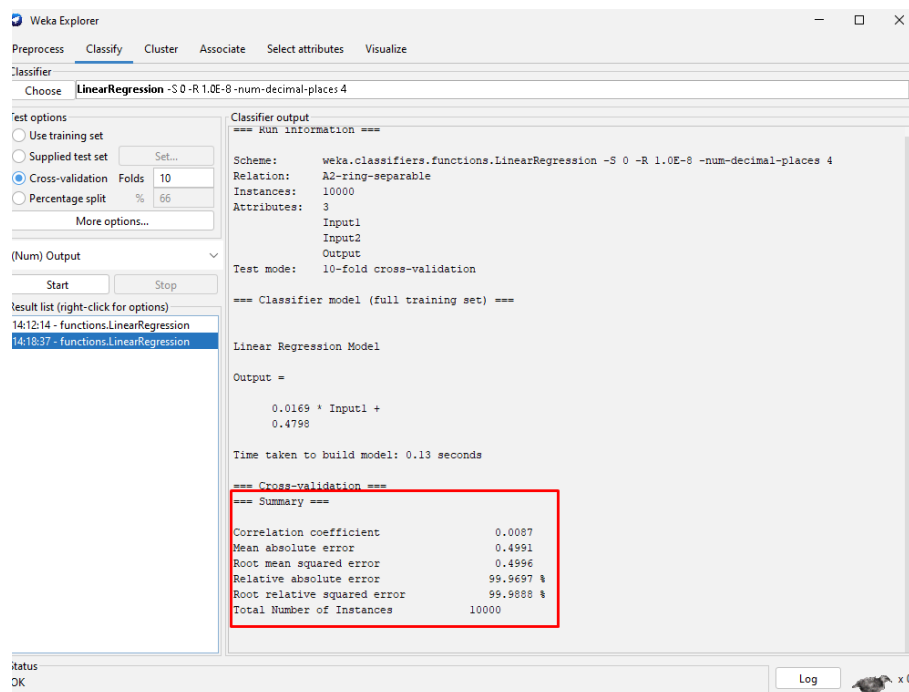 Weka Explorer
Preprocess Classify Cluster Associate Select attributes Visualize
Classifier
Choose LinearRegression -S 0 -R 1.0E-8 -num-decimal-places 4
Test options
Use training set
Supplied test set Set...
Cross-validation Folds 10
Percentage split % 66
More options...
(Num) Output
Start Stop
Result list (right-click for options)
14:12:14 - functions.LinearRegression
14:18:37 - functions.LinearRegression
Classifier output
=== Run information ===
Scheme: weka.classifiers.functions.LinearRegression -S 0 -R 1.0E-8 -num-decimal-places 4
Relation: A2-ring-separable
Instances: 10000
Attributes: 3
Input1
Input2
Output
Test mode: 10-fold cross-validation
=== Classifier model (full training set) ===
Linear Regression Model
Output =
0.0169 * Input1 +
0.4798
Time taken to build model: 0.13 seconds
=== Cross-validation ===
=== Summary ===
Correlation coefficient 0.0087
Mean absolute error 0.4991
Root mean squared error 0.4996
Relative absolute error 99.9697 %
Root relative squared error 99.9888 %
Total Number of Instances 10000
Status
OK
Log x 0